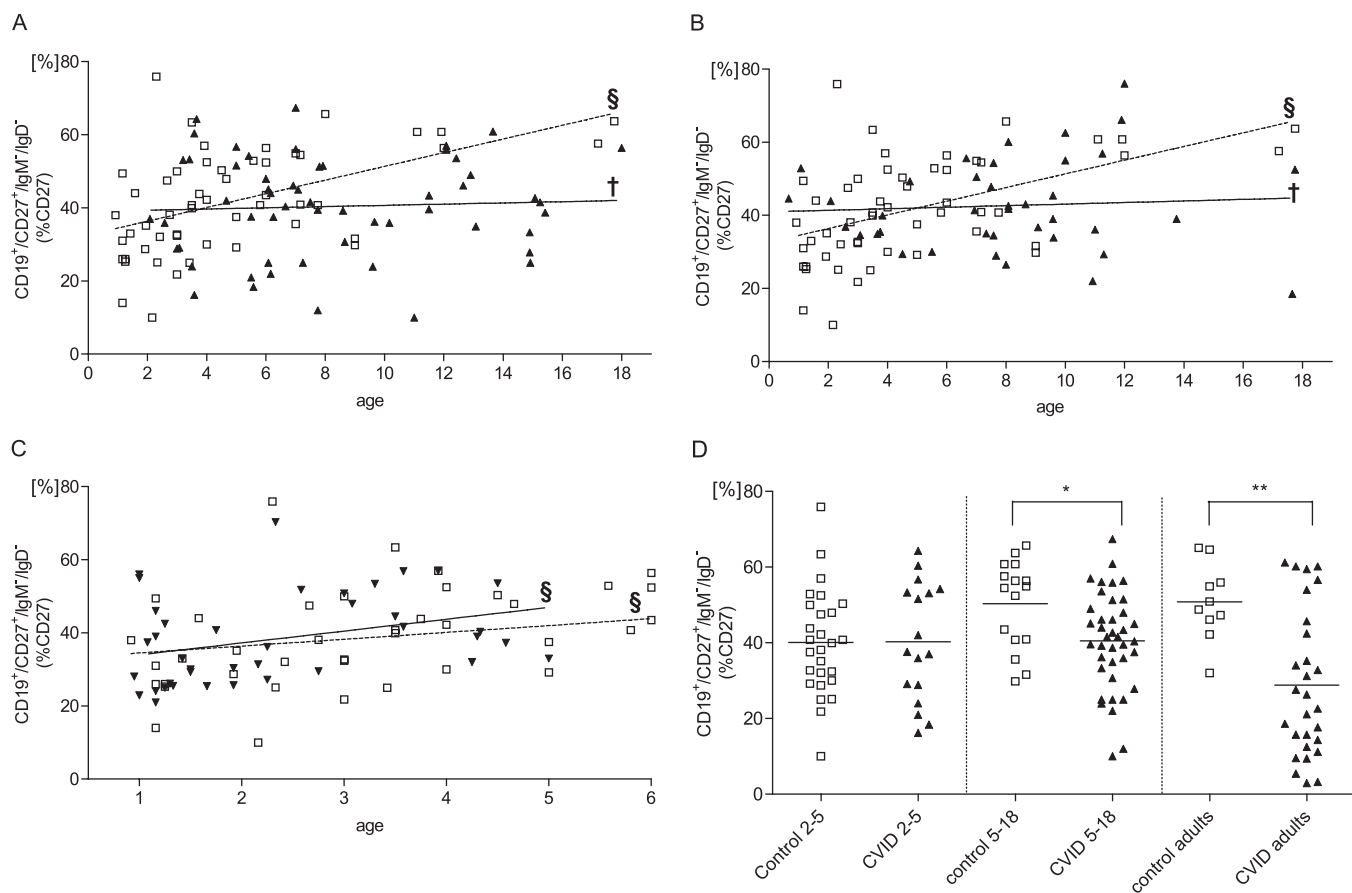 A
[%]
80
60
40
20
0
CD19⁺/CD27⁺/IgM⁻/IgD⁻
(%CD27)
§
†
0 2 4 6 8 10 12 14 16 18
age
B
[%]
80
60
40
20
0
CD19⁺/CD27⁺/IgM⁻/IgD⁻
(%CD27)
§
†
0 2 4 6 8 10 12 14 16 18
age
C
[%]
80
60
40
20
0
CD19⁺/CD27⁺/IgM⁻/IgD⁻
(%CD27)
§
§
1 2 3 4 5 6
age
D
[%]
80
60
40
20
0
CD19⁺/CD27⁺/IgM⁻/IgD⁻
(%CD27)
*
**
Control 2-5
CVID 2-5
control 5-18
CVID 5-18
control adults
CVID adults